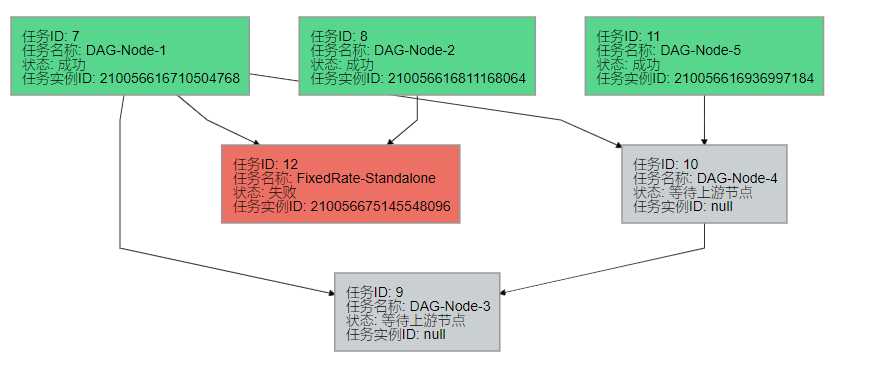 任务ID: 7
任务名称: DAG-Node-1
状态: 成功
任务实例ID: 210056616710504768
任务ID: 8
任务名称: DAG-Node-2
状态: 成功
任务实例ID: 210056616811168064
任务ID: 11
任务名称: DAG-Node-5
状态: 成功
任务实例ID: 210056616936997184
任务ID: 12
任务名称: FixedRate-Standalone
状态: 失败
任务实例ID: 210056675145548096
任务ID: 10
任务名称: DAG-Node-4
状态: 等待上游节点
任务实例ID: null
任务ID: 9
任务名称: DAG-Node-3
状态: 等待上游节点
任务实例ID: null